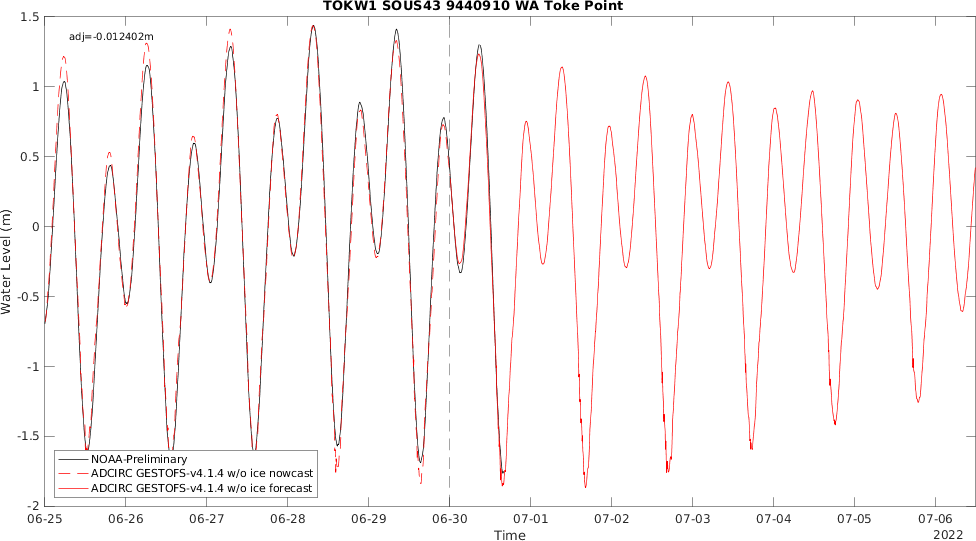 TOKW1 SOUS43 9440910 WA Toke Point
adj=-0.012402m
Water Level (m)
1.5
1
0.5
0
-0.5
-1
-1.5
-2
NOAA-Preliminary
ADCIRC GESTOFS-v4.1.4 w/o ice nowcast
ADCIRC GESTOFS-v4.1.4 w/o ice forecast
06-25 06-26 06-27 06-28 06-29 06-30 07-01 07-02 07-03 07-04 07-05 07-06
Time
2022